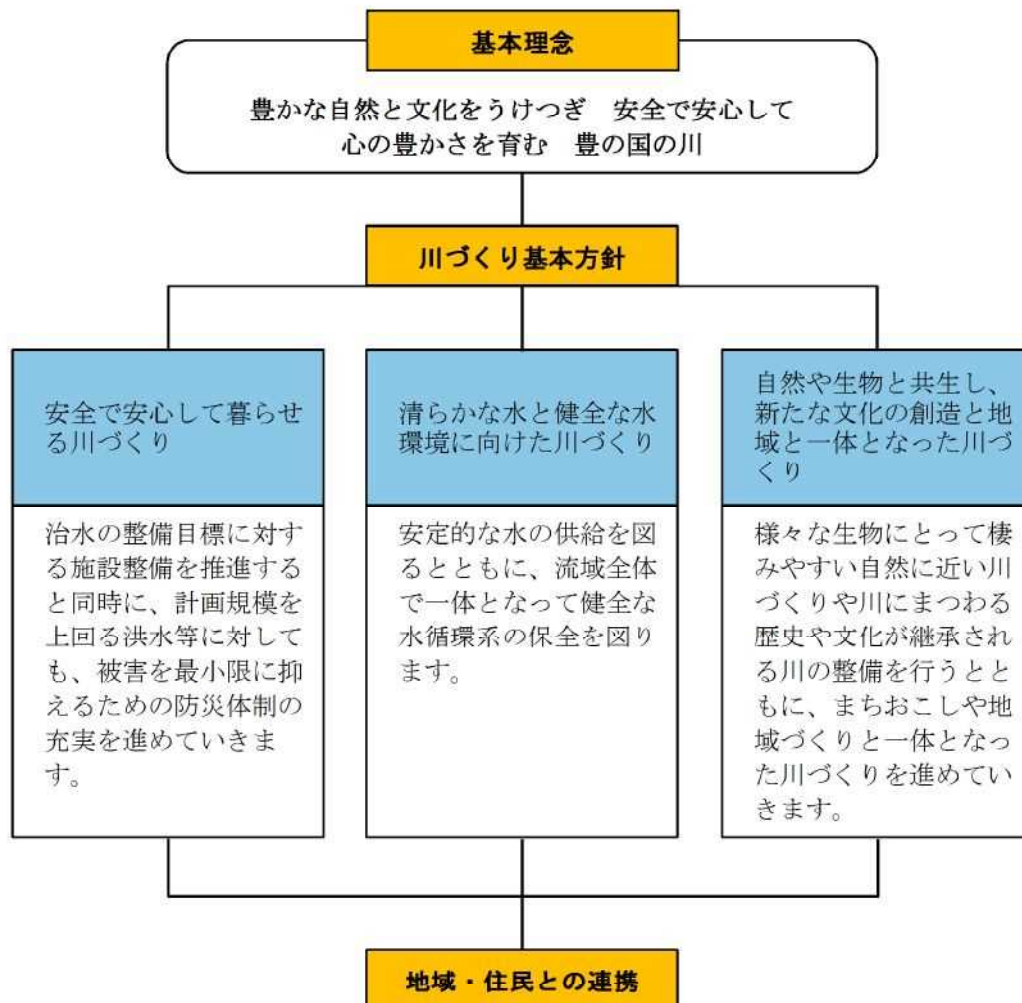 基本理念
豊かな自然と文化をうけつぎ　安全で安心して
心の豊かさを育む　豊の国の川
川づくり基本方針
安全で安心して暮らせ
る川づくり
治水の整備目標に対す
る施設整備を推進する
と同時に、計画規模を
上回る洪水等に対して
も、被害を最小限に抑
えるための防災体制の
充実を進めていきま
す。
清らかな水と健全な水
環境に向けた川づくり
安定的な水の供給を図
るとともに、流域全体
で一体となって健全な
水循環系の保全を図り
ます。
自然や生物と共生し、
新たな文化の創造と地
域と一体となった川づ
くり
様々な生物にとって棲
みやすい自然に近い川
づくりや川にまつわる
歴史や文化が継承され
る川の整備を行うとと
もに、まちおこしや地
域づくりと一体となっ
た川づくりを進めてい
きます。
地域・住民との連携